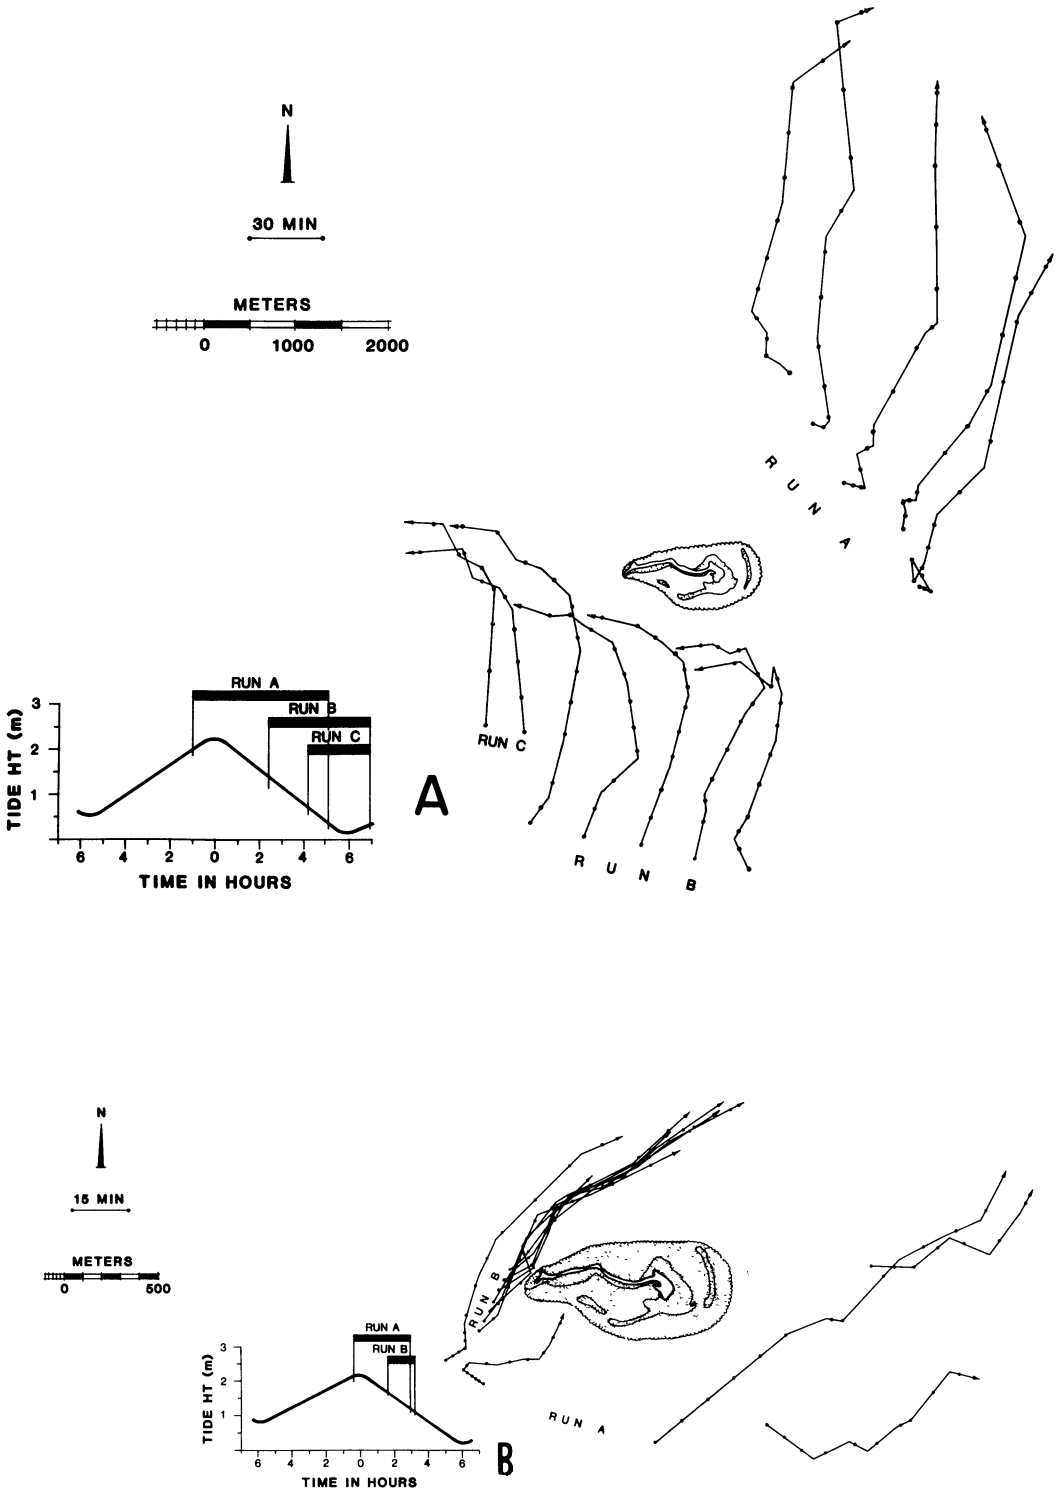 N
30 MIN
METERS
0 1000 2000
RUN A
RUN C
RUN B
RUN A
RUN B
RUN C
3
2
1
TIDE HT (m)
6 4 2 0 2 4 6
TIME IN HOURS
A
N
15 MIN
METERS
0 500
RUN B
RUN A
RUN A
RUN B
3
2
1
TIDE HT (m)
6 4 2 0 2 4 6
TIME IN HOURS
B